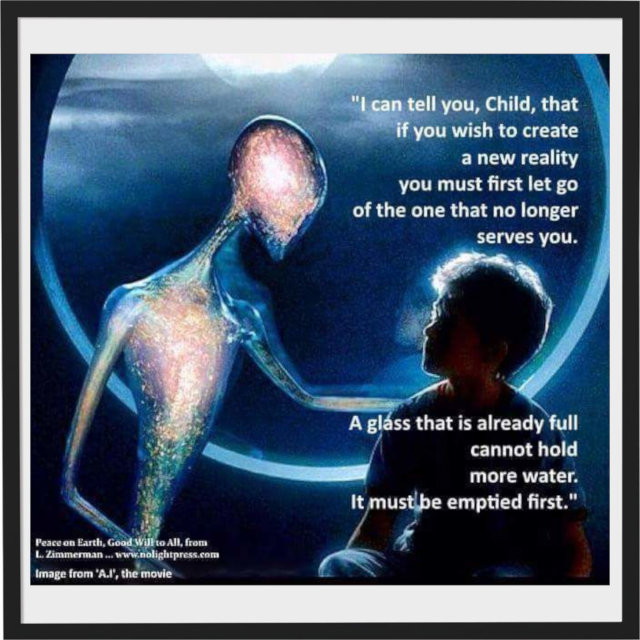 "I can tell you, Child, that
if you wish to create
a new reality
you must first let go
of the one that no longer
serves you.
A glass that is already full
cannot hold
more water.
It must be emptied first."
Peace on Earth, Good Will to All, from
L. Zimmerman ... www.nolightpress.com
Image from 'A.I', the movie